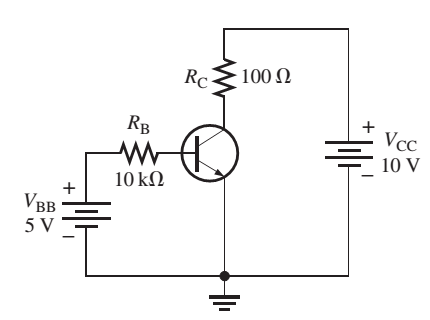 R_C 100 Ω
R_B
10 kΩ
+
V_CC
10 V
−
+
V_BB
5 V
−